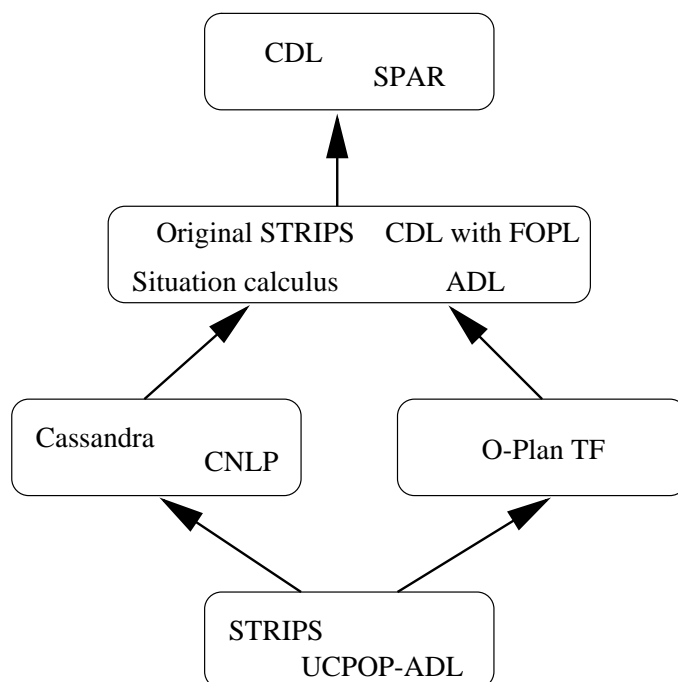 CDL
SPAR
Original STRIPS CDL with FOPL
Situation calculus ADL
Cassandra
CNLP
O-Plan TF
STRIPS
UCPOP-ADL